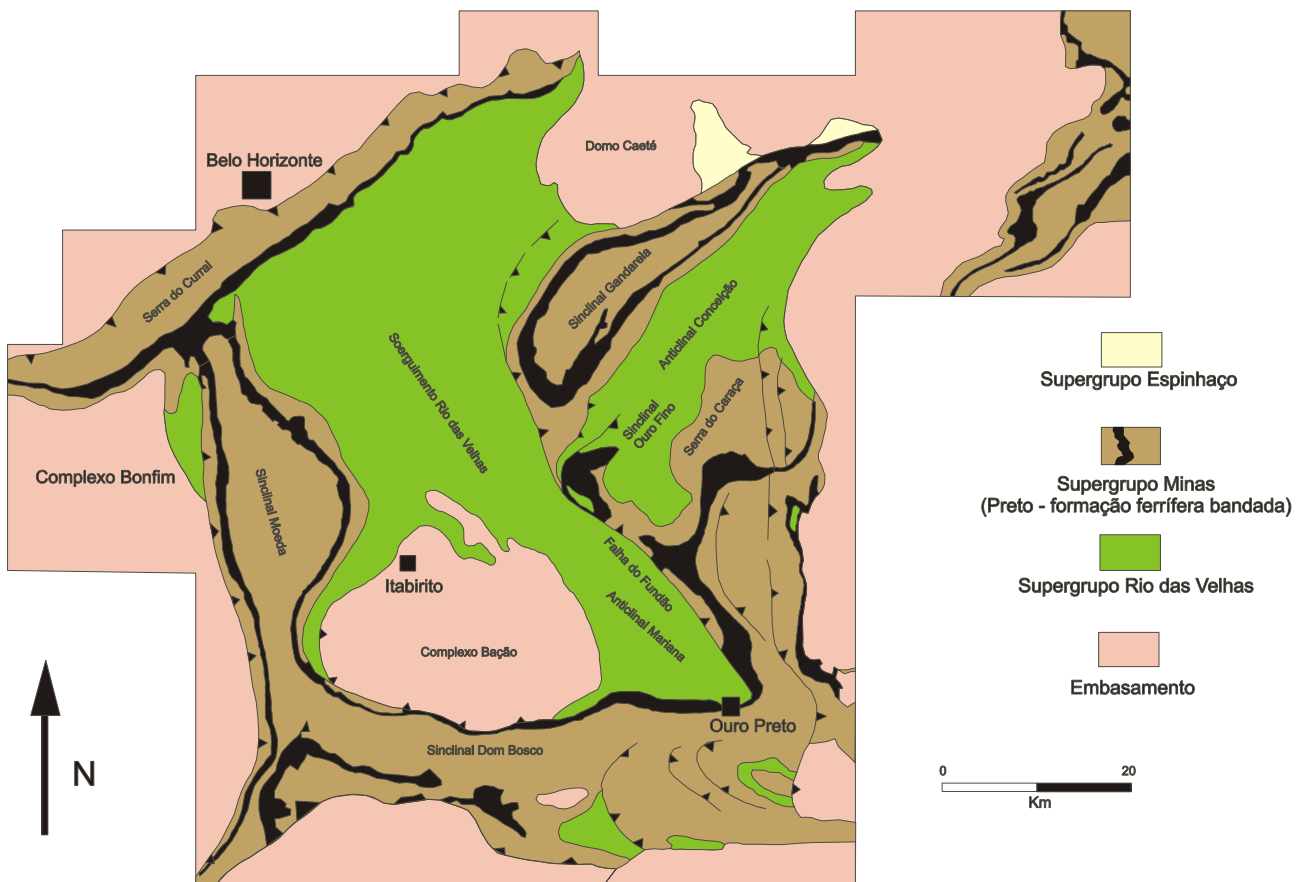 Belo Horizonte
Domo Caeté
Serra do Curral
Sinclinal Gandarela
Anticlinal Conceição
Soerguimento Rio das Velhas
Sinclinal
Ouro Fino
Serra do Caraça
Complexo Bonfim
Sinclinal Moeda
Itabirito
Falha do Fundão
Anticlinal Mariana
Complexo Bação
Ouro Preto
Sinclinal Dom Bosco
N
Supergrupo Espinhaço
Supergrupo Minas
(Preto - formação ferrífera bandada)
Supergrupo Rio das Velhas
Embasamento
0 20
Km